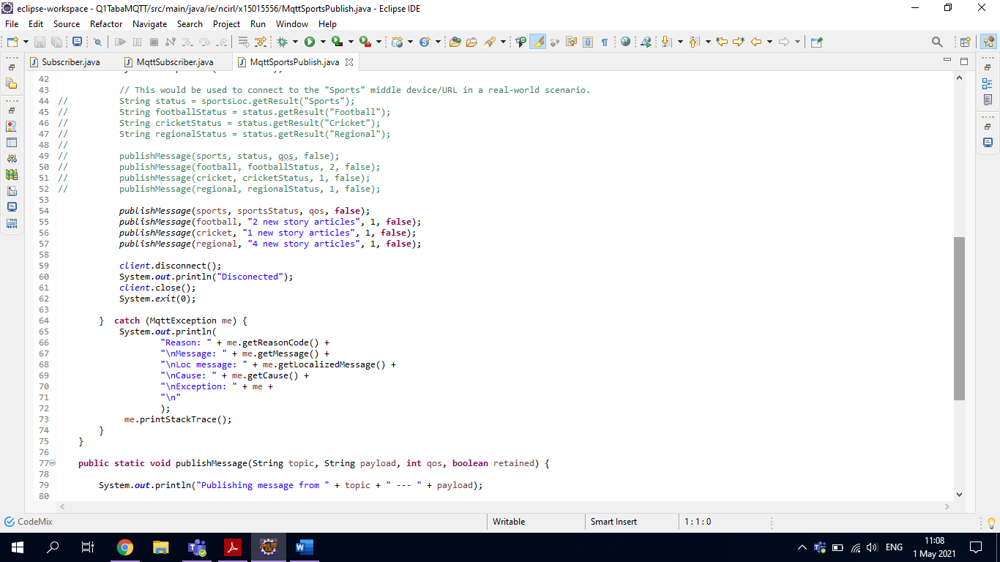 eclipse-workspace - Q1TabaMQTT/src/main/java/ie/ncirl/x15015556/MqttSportsPublish.java - Eclipse IDE
File Edit Source Refactor Navigate Search Project Run Window Help
Subscriber.java MqttSubscriber.java MqttSportsPublish.java
42
43 // This would be used to connect to the "Sports" middle device/URL in a real-world scenario.
44 // String status = sportsLoc.getResult("Sports");
45 // String footballStatus = status.getResult("Football");
46 // String cricketStatus = status.getResult("Cricket");
47 // String regionalStatus = status.getResult("Regional");
48 //
49 // publishMessage(sports, status, qos, false);
50 // publishMessage(football, footballStatus, 2, false);
51 // publishMessage(cricket, cricketStatus, 1, false);
52 // publishMessage(regional, regionalStatus, 1, false);
53
54 publishMessage(sports, sportsStatus, qos, false);
55 publishMessage(football, "2 new story articles", 1, false);
56 publishMessage(cricket, "1 new story articles", 1, false);
57 publishMessage(regional, "4 new story articles", 1, false);
58
59 client.disconnect();
60 System.out.println("Disconected");
61 client.close();
62 System.exit(0);
63
64 } catch (MqttException me) {
65 System.out.println(
66 "Reason: " + me.getReasonCode() +
67 "\nMessage: " + me.getMessage() +
68 "\nLoc message: " + me.getLocalizedMessage() +
69 "\nCause: " + me.getCause() +
70 "\nException: " + me +
71 "\n"
72 );
73 me.printStackTrace();
74 }
75 }
76
77 public static void publishMessage(String topic, String payload, int qos, boolean retained) {
78
79 System.out.println("Publishing message from " + topic + " --- " + payload);
80
CodeMix Writable Smart Insert 1 : 1 : 0
ENG 11:08
1 May 2021